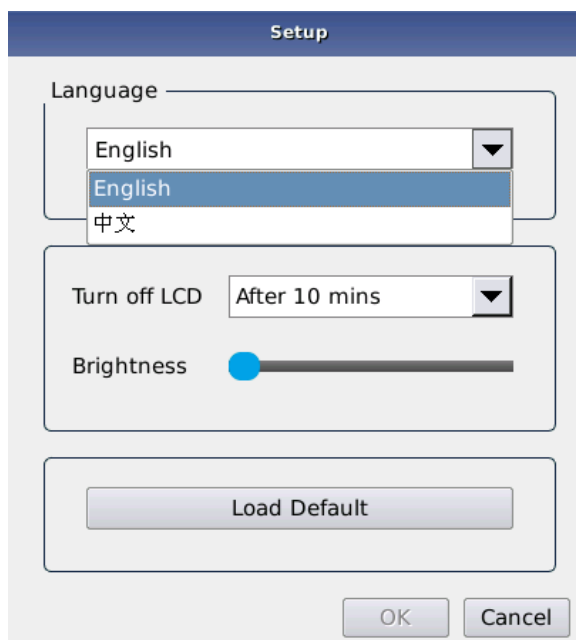 Setup
Language
English
English
中文
Turn off LCD After 10 mins
Brightness
Load Default
OK Cancel